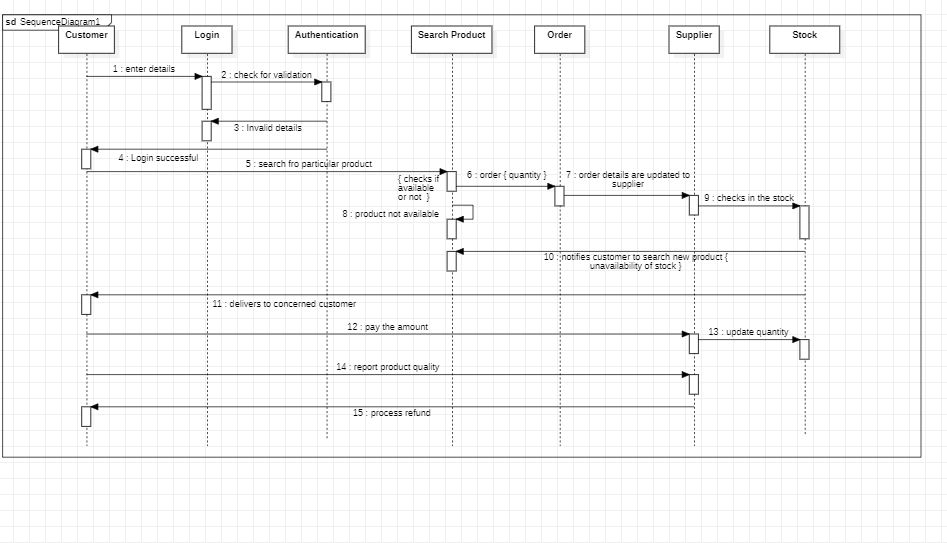 sd SequenceDiagram1
Customer
Login
Authentication
Search Product
Order
Supplier
Stock
1 : enter details
2 : check for validation
3 : Invalid details
4 : Login successful
5 : search fro particular product
{ checks if
available
or not }
6 : order { quantity }
7 : order details are updated to
supplier
8 : product not available
9 : checks in the stock
10 : notifies customer to search new product {
unavailability of stock }
11 : delivers to concerned customer
12 : pay the amount
13 : update quantity
14 : report product quality
15 : process refund